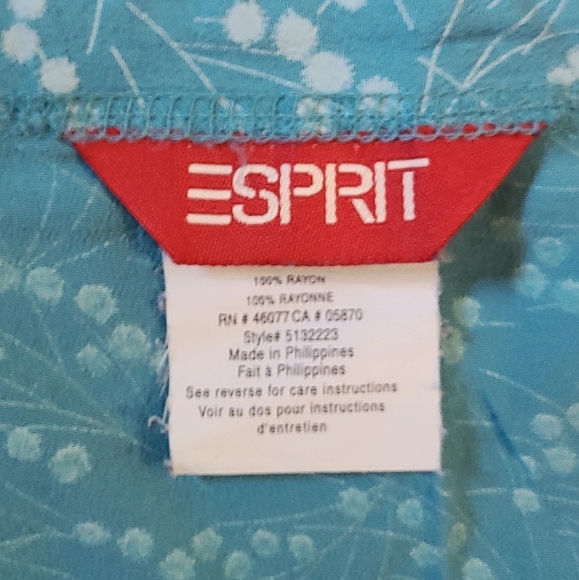 ESPRIT
100% RAYON
100% RAYONNE
RN # 46077 CA # 05870
Style# 5132223
Made in Philippines
Fait à Philippines
See reverse for care instructions
Voir au dos pour instructions
d'entretien